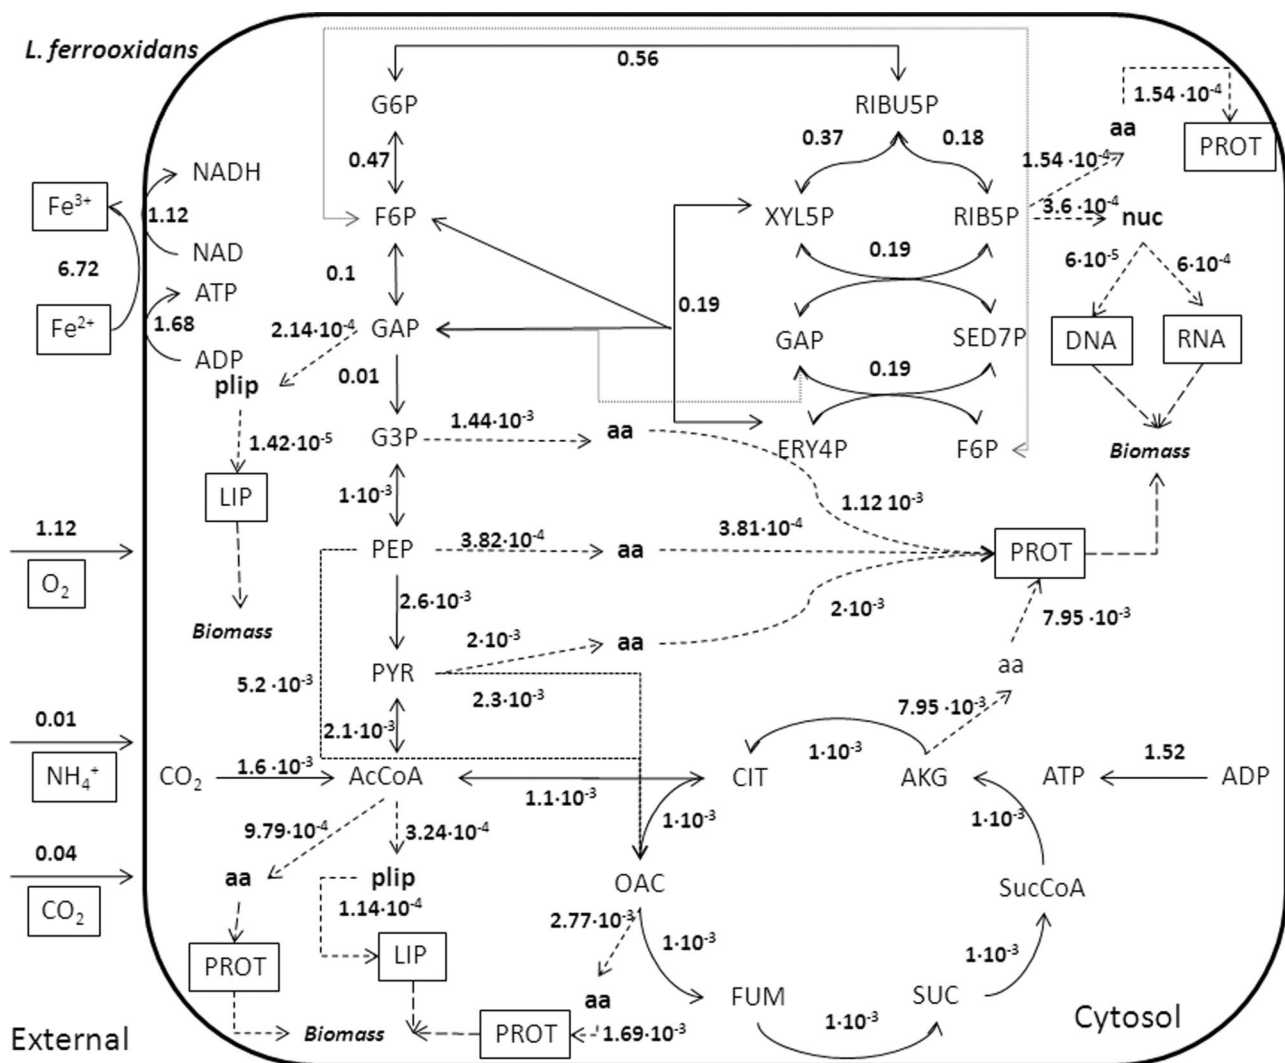 L. ferrooxidans
0.56
G6P
RIBU5P
1.54 ·10⁻⁴
aa
PROT
0.47
0.37
0.18
1.54 ·10⁻⁴
NADH
Fe³⁺
1.12
F6P
XYL5P
RIB5P
3.6·10⁻⁴
nuc
NAD
6.72
0.1
0.19
6·10⁻⁵
6·10⁻⁴
ATP
0.19
Fe²⁺
1.68
2.14·10⁻⁴
GAP
GAP
SED7P
DNA
RNA
ADP
plip
0.01
0.19
1.42·10⁻⁵
G3P
1.44·10⁻³
aa
ERY4P
F6P
Biomass
LIP
1·10⁻³
1.12 10⁻³
1.12
O₂
PEP
3.82·10⁻⁴
aa
3.81·10⁻⁴
PROT
2.6·10⁻³
2·10⁻³
7.95 ·10⁻³
Biomass
2·10⁻³
aa
5.2 ·10⁻³
PYR
2.3·10⁻³
aa
7.95 ·10⁻³
0.01
NH₄⁺
2.1·10⁻³
1·10⁻³
CO₂
1.6·10⁻³
AcCoA
1.1·10⁻³
CIT
AKG
ATP
1.52
ADP
9.79·10⁻⁴
3.24·10⁻⁴
1·10⁻³
1·10⁻³
0.04
CO₂
aa
plip
OAC
SucCoA
1.14·10⁻⁴
2.77·10⁻³
1·10⁻³
1·10⁻³
PROT
LIP
aa
FUM
SUC
External
Biomass
PROT
1.69·10⁻³
1·10⁻³
Cytosol